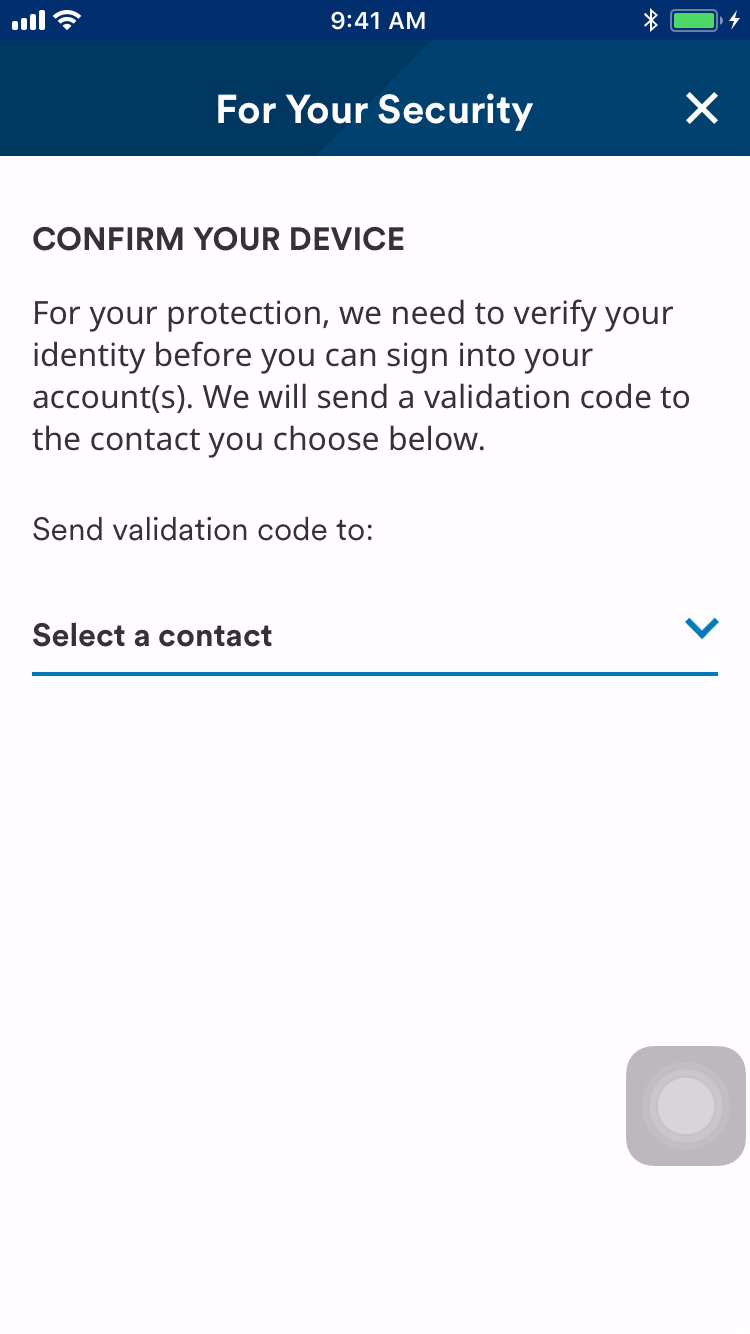 9:41 AM
For Your Security
CONFIRM YOUR DEVICE
For your protection, we need to verify your
identity before you can sign into your
account(s). We will send a validation code to
the contact you choose below.
Send validation code to:
Select a contact